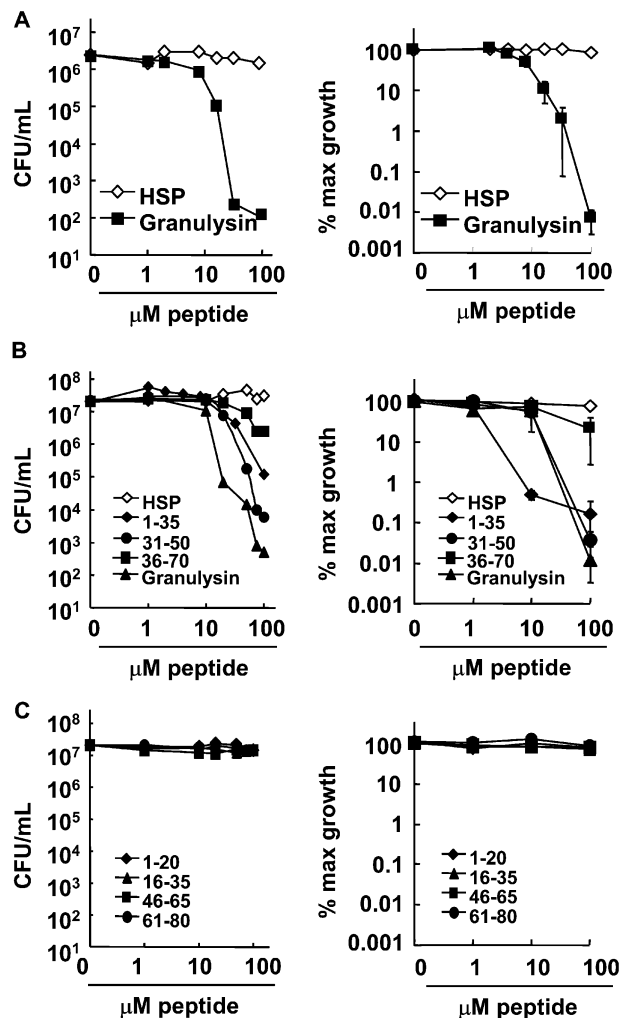 A
CFU/mL
10^7
10^6
10^5
10^4
10^3
10^2
10^1
HSP
Granulysin
0 1 10 100
µM peptide
% max growth
100
10
1
0.1
0.01
0.001
HSP
Granulysin
0 1 10 100
µM peptide
B
CFU/mL
10^8
10^7
10^6
10^5
10^4
10^3
10^2
10^1
HSP
1-35
31-50
36-70
Granulysin
0 1 10 100
µM peptide
% max growth
100
10
1
0.1
0.01
0.001
HSP
1-35
31-50
36-70
Granulysin
0 1 10 100
µM peptide
C
CFU/mL
10^8
10^7
10^6
10^5
10^4
10^3
10^2
10^1
1-20
16-35
46-65
61-80
0 1 10 100
µM peptide
% max growth
100
10
1
0.1
0.01
0.001
1-20
16-35
46-65
61-80
0 1 10 100
µM peptide